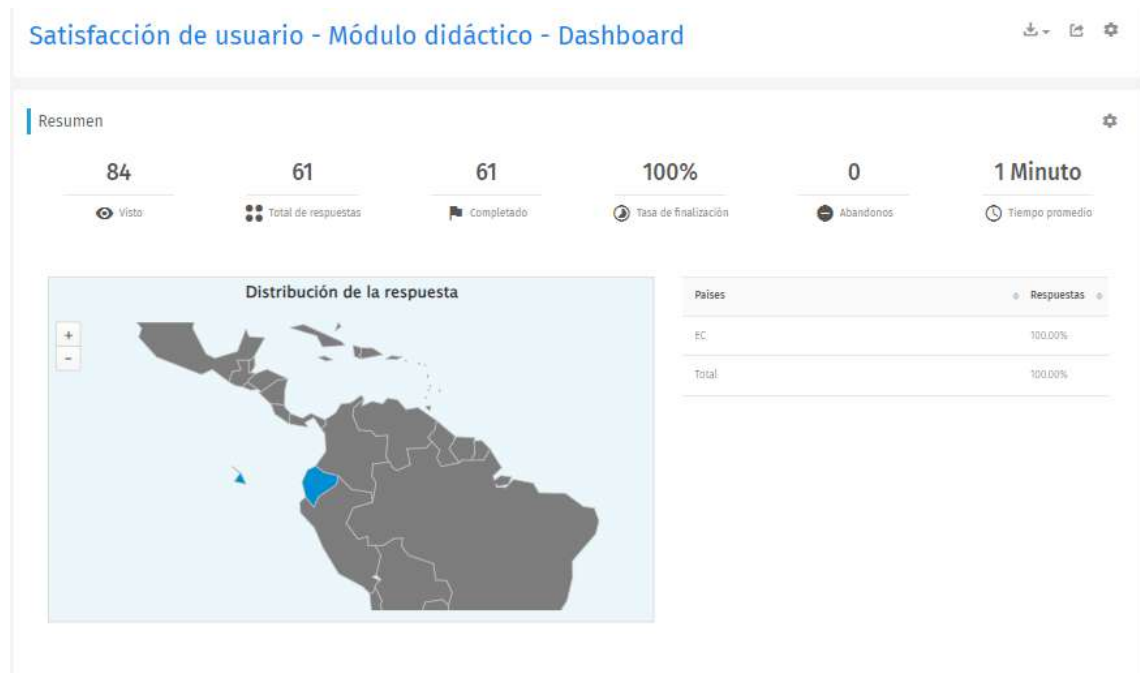 Satisfacción de usuario - Módulo didáctico - Dashboard
Resumen
84 61 61 100% 0 1 Minuto
Visto Total de respuestas Completado Tasa de finalización Abandonos Tiempo promedio
Distribución de la respuesta
+
-
Países Respuestas
EC 100.00%
Total 100.00%